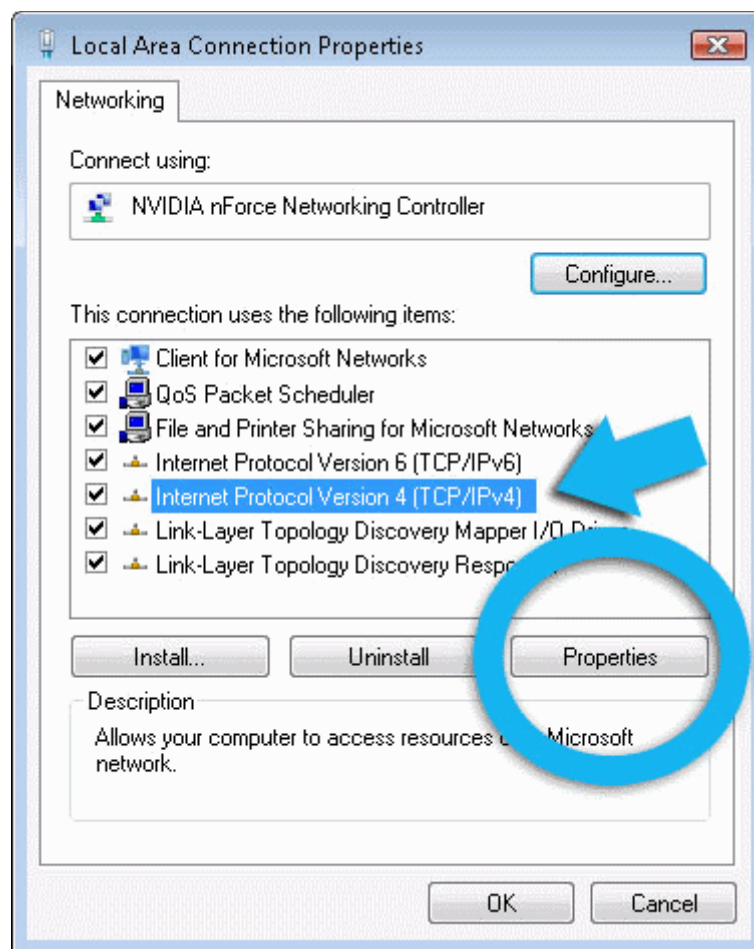 Local Area Connection Properties
Networking
Connect using:
NVIDIA nForce Networking Controller
Configure...
This connection uses the following items:
Client for Microsoft Networks
QoS Packet Scheduler
File and Printer Sharing for Microsoft Networks
Internet Protocol Version 6 (TCP/IPv6)
Internet Protocol Version 4 (TCP/IPv4)
Link-Layer Topology Discovery Mapper I/O
Link-Layer Topology Discovery
Install...
Uninstall
Properties
Description
Allows your computer to access resources Microsoft
network.
OK
Cancel